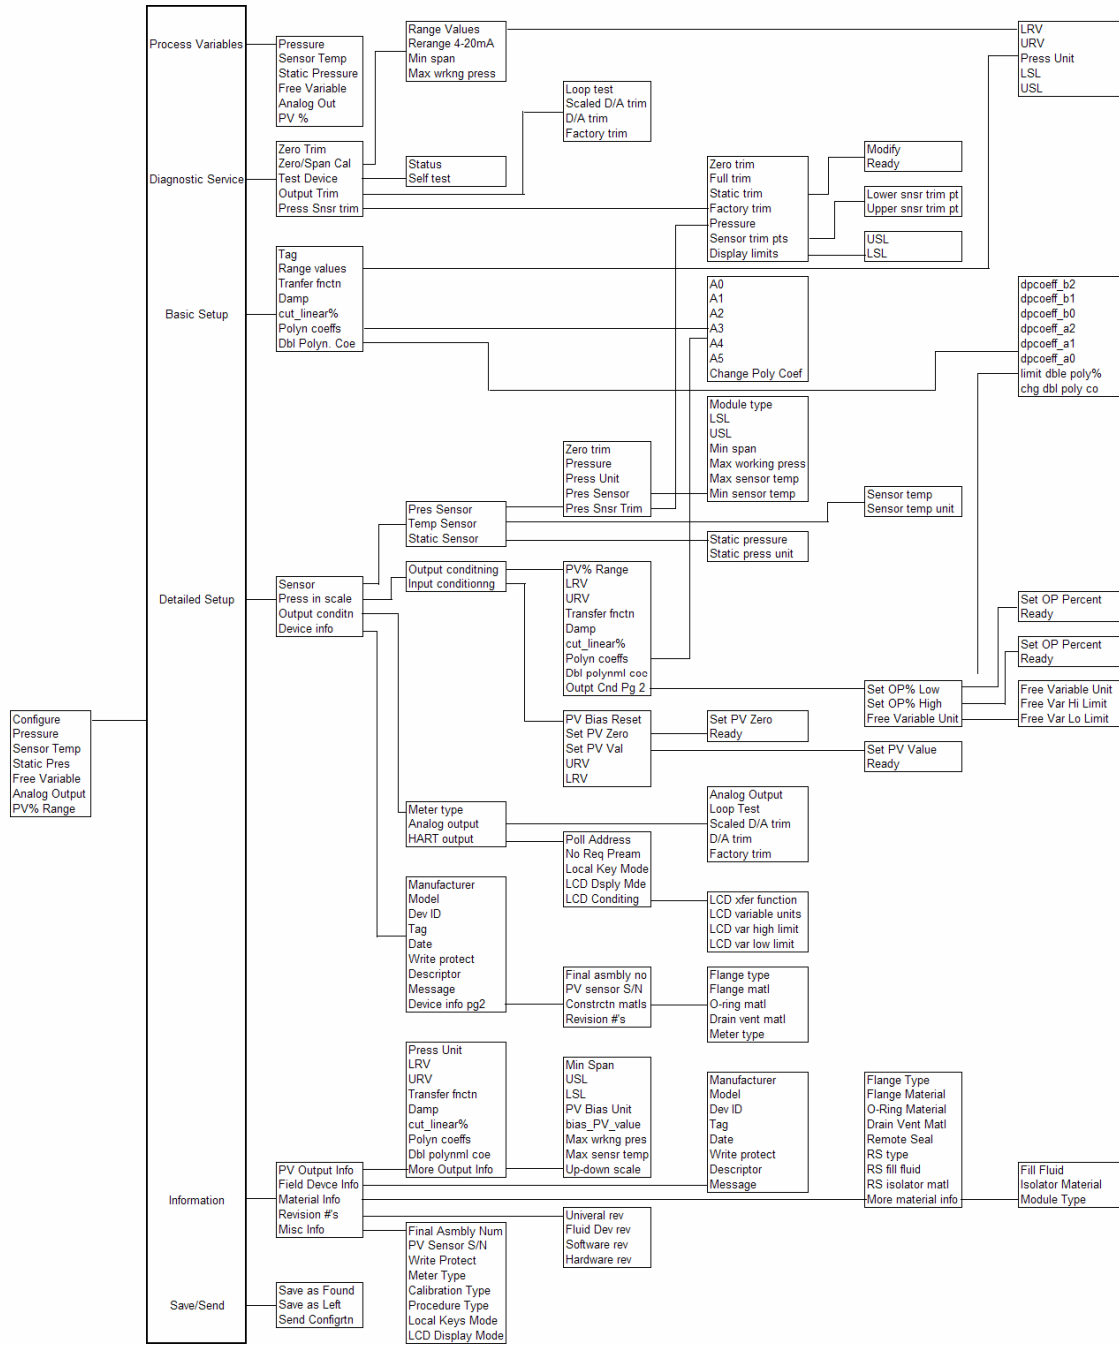 Process Variables
Pressure
Sensor Temp
Static Pressure
Free Variable
Analog Out
PV %
Range Values
Rerange 4-20mA
Min span
Max wrkng press
LRV
URV
Press Unit
LSL
USL
Loop test
Scaled D/A trim
D/A trim
Factory trim
Diagnostic Service
Zero Trim
Zero/Span Cal
Test Device
Output Trim
Press Snsr trim
Status
Self test
Zero trim
Full trim
Static trim
Factory trim
Pressure
Sensor trim pts
Display limits
Modify
Ready
Lower snsr trim pt
Upper snsr trim pt
USL
LSL
Basic Setup
Tag
Range values
Tranfer fnctn
Damp
cut_linear%
Polyn coeffs
Dbl Polyn. Coe
A0
A1
A2
A3
A4
A5
Change Poly Coef
dpcoeff_b2
dpcoeff_b1
dpcoeff_b0
dpcoeff_a2
dpcoeff_a1
dpcoeff_a0
limit dble poly%
chg dbl poly co
Detailed Setup
Sensor
Press in scale
Output conditn
Device info
Pres Sensor
Temp Sensor
Static Sensor
Zero trim
Pressure
Press Unit
Pres Sensor
Pres Snsr Trim
Module type
LSL
USL
Min span
Max working press
Max sensor temp
Min sensor temp
Sensor temp
Sensor temp unit
Static pressure
Static press unit
Output conditning
Input conditionng
PV% Range
LRV
URV
Transfer fnctn
Damp
cut_linear%
Polyn coeffs
Dbl polynml coe
Outpt Cnd Pg 2
Set OP% Low
Set OP% High
Free Variable Unit
Set OP Percent
Ready
Set OP Percent
Ready
Free Variable Unit
Free Var Hi Limit
Free Var Lo Limit
PV Bias Reset
Set PV Zero
Set PV Val
URV
LRV
Set PV Zero
Ready
Set PV Value
Ready
Configure
Pressure
Sensor Temp
Static Pres
Free Variable
Analog Output
PV% Range
Meter type
Analog output
HART output
Analog Output
Loop Test
Scaled D/A trim
D/A trim
Factory trim
Poll Address
No Req Pream
Local Key Mode
LCD Dsply Mde
LCD Conditing
LCD xfer function
LCD variable units
LCD var high limit
LCD var low limit
Manufacturer
Model
Dev ID
Tag
Date
Write protect
Descriptor
Message
Device info pg2
Final asmbly no
PV sensor S/N
Constrctn matls
Revision #'s
Flange type
Flange matl
O-ring matl
Drain vent matl
Meter type
Information
PV Output Info
Field Devce Info
Material Info
Revision #'s
Misc Info
Press Unit
LRV
URV
Transfer fnctn
Damp
cut_linear%
Polyn coeffs
Dbl polynml coe
More Output Info
Min Span
USL
LSL
PV Bias Unit
bias_PV_value
Max wrkng pres
Max sensr temp
Up-down scale
Manufacturer
Model
Dev ID
Tag
Date
Write protect
Descriptor
Message
Flange Type
Flange Material
O-Ring Material
Drain Vent Matl
Remote Seal
RS type
RS fill fluid
RS isolator matl
More material info
Fill Fluid
Isolator Material
Module Type
Univeral rev
Fluid Dev rev
Software rev
Hardware rev
Final Asmbly Num
PV Sensor S/N
Write Protect
Meter Type
Calibration Type
Procedure Type
Local Keys Mode
LCD Display Mode
Save/Send
Save as Found
Save as Left
Send Configrtn